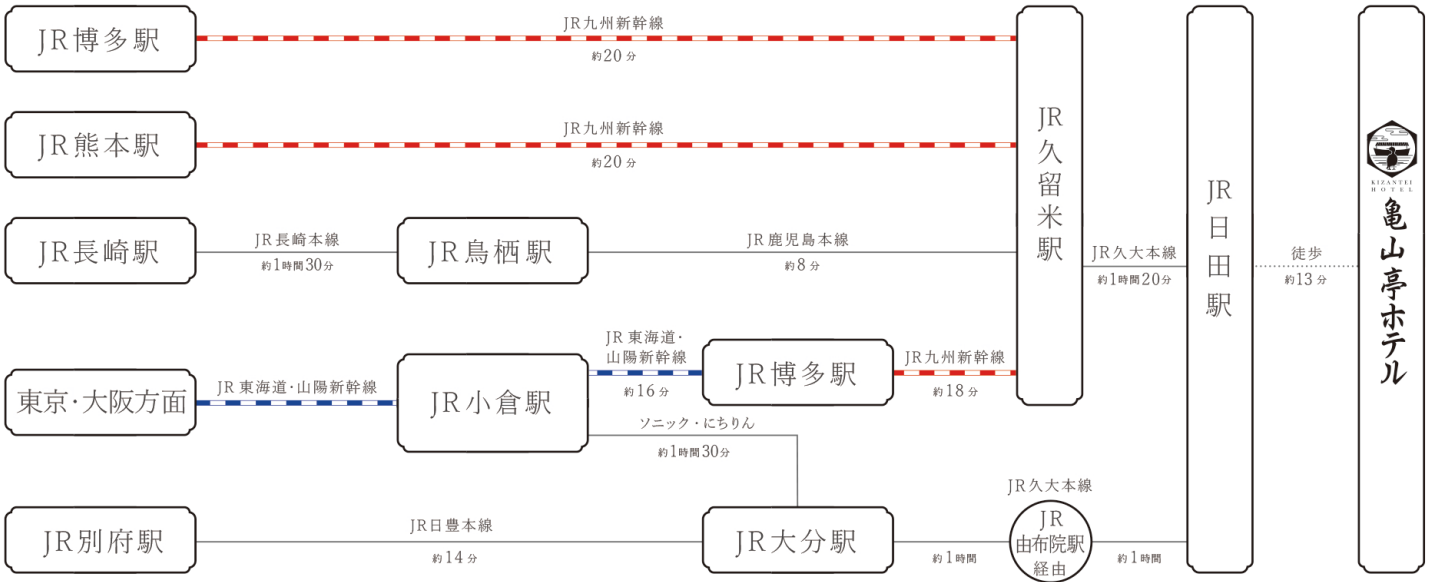 JR博多駅
JR九州新幹線
約20分
JR熊本駅
JR九州新幹線
約20分
JR長崎駅
JR長崎本線
約1時間30分
JR鳥栖駅
JR鹿児島本線
約8分
東京・大阪方面
JR東海道・山陽新幹線
JR小倉駅
JR東海道・
山陽新幹線
約16分
JR博多駅
JR九州新幹線
約18分
ソニック・にちりん
約1時間30分
JR別府駅
JR日豊本線
約14分
JR大分駅
約1時間
JR久大本線
JR
由布院駅
経由
約1時間
JR久留米駅
JR久大本線
約1時間20分
JR日田駅
徒歩
約13分
KIZANTEI
HOTEL
亀山亭ホテル